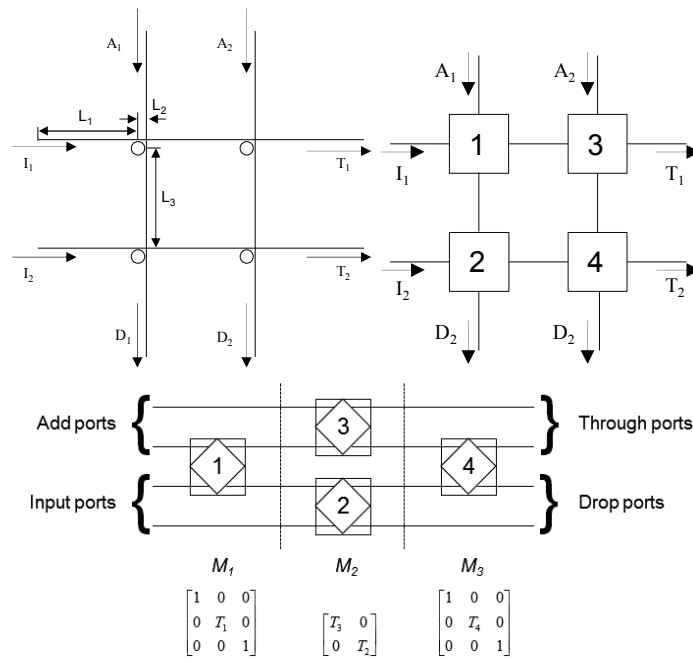 A1 A2
L1 L2
I1 T1
L3
I2 T2
D1 D2
A1 A2
1 3
I1 T1
2 4
I2 T2
D2 D2
Add ports 3 Through ports
1 4
Input ports 2 Drop ports
M1 M2 M3
1 0 0
0 T1 0
0 0 1
T3 0
0 T2
1 0 0
0 T4 0
0 0 1